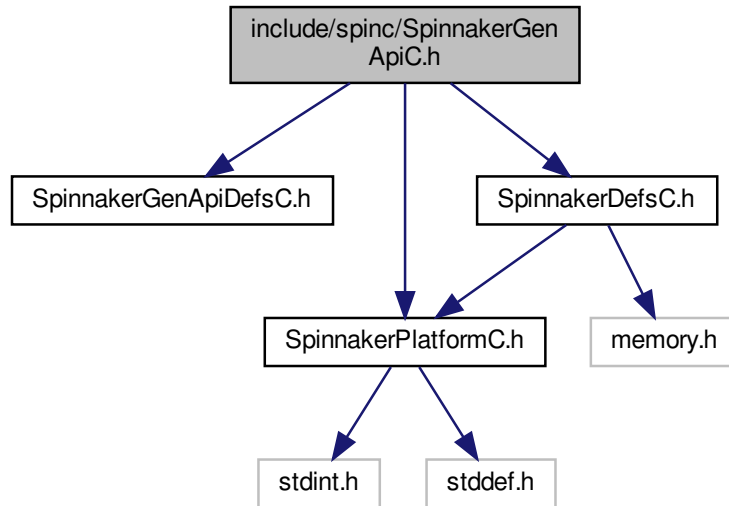 include/spinc/SpinnakerGen
ApiC.h
SpinnakerGenApiDefsC.h
SpinnakerDefsC.h
SpinnakerPlatformC.h
memory.h
stdint.h
stddef.h